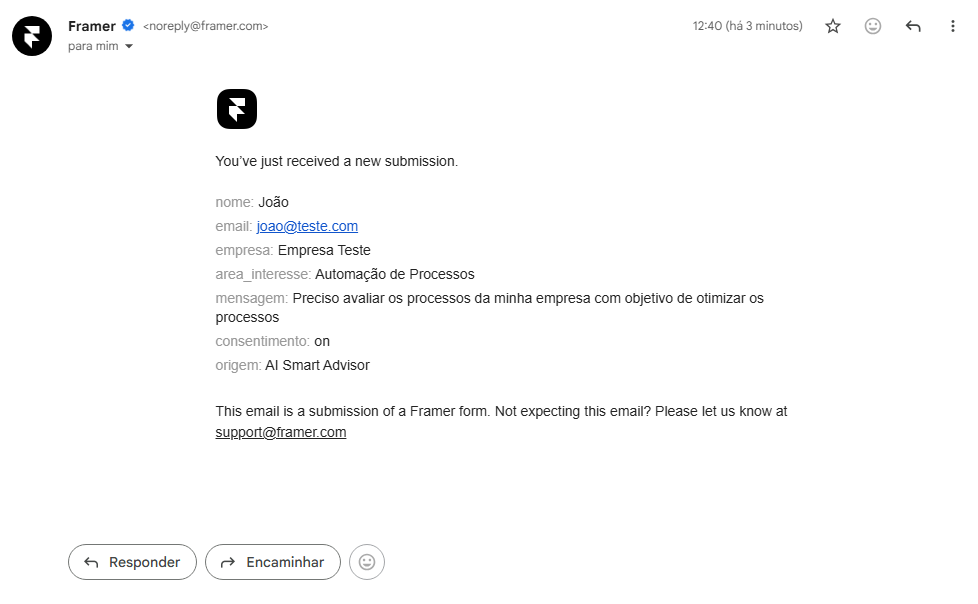 Framer <noreply@framer.com> 12:40 (há 3 minutos)
para mim
You’ve just received a new submission.
nome: João
email: joao@teste.com
empresa: Empresa Teste
area_interesse: Automação de Processos
mensagem: Preciso avaliar os processos da minha empresa com objetivo de otimizar os
processos
consentimento: on
origem: AI Smart Advisor
This email is a submission of a Framer form. Not expecting this email? Please let us know at
support@framer.com
Responder Encaminhar